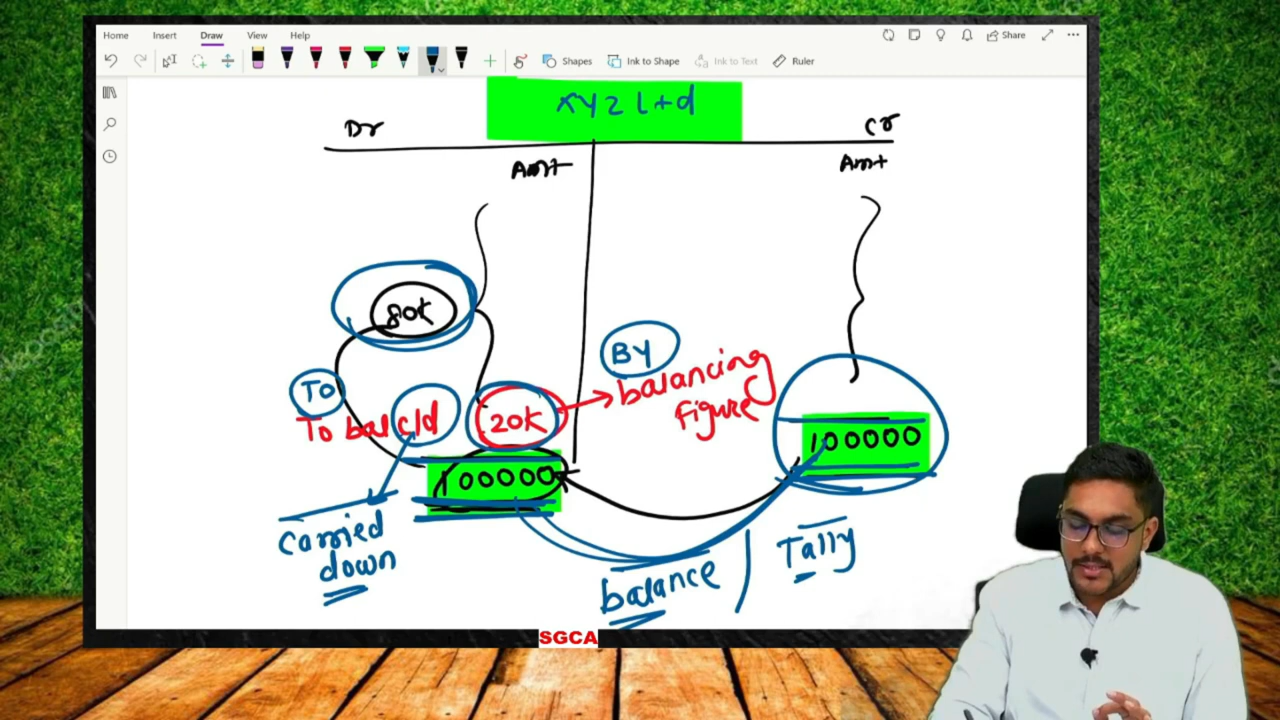 Home Insert Draw View Help
Share
Shapes Ink to Shape Ink to Text Ruler
xyz Ltd
Dr Cr
Amt Amt
80K
BY
To
balancing
figure
To bal c/d 20K
100000
100000
carried
down
balance
Tally
SGCA